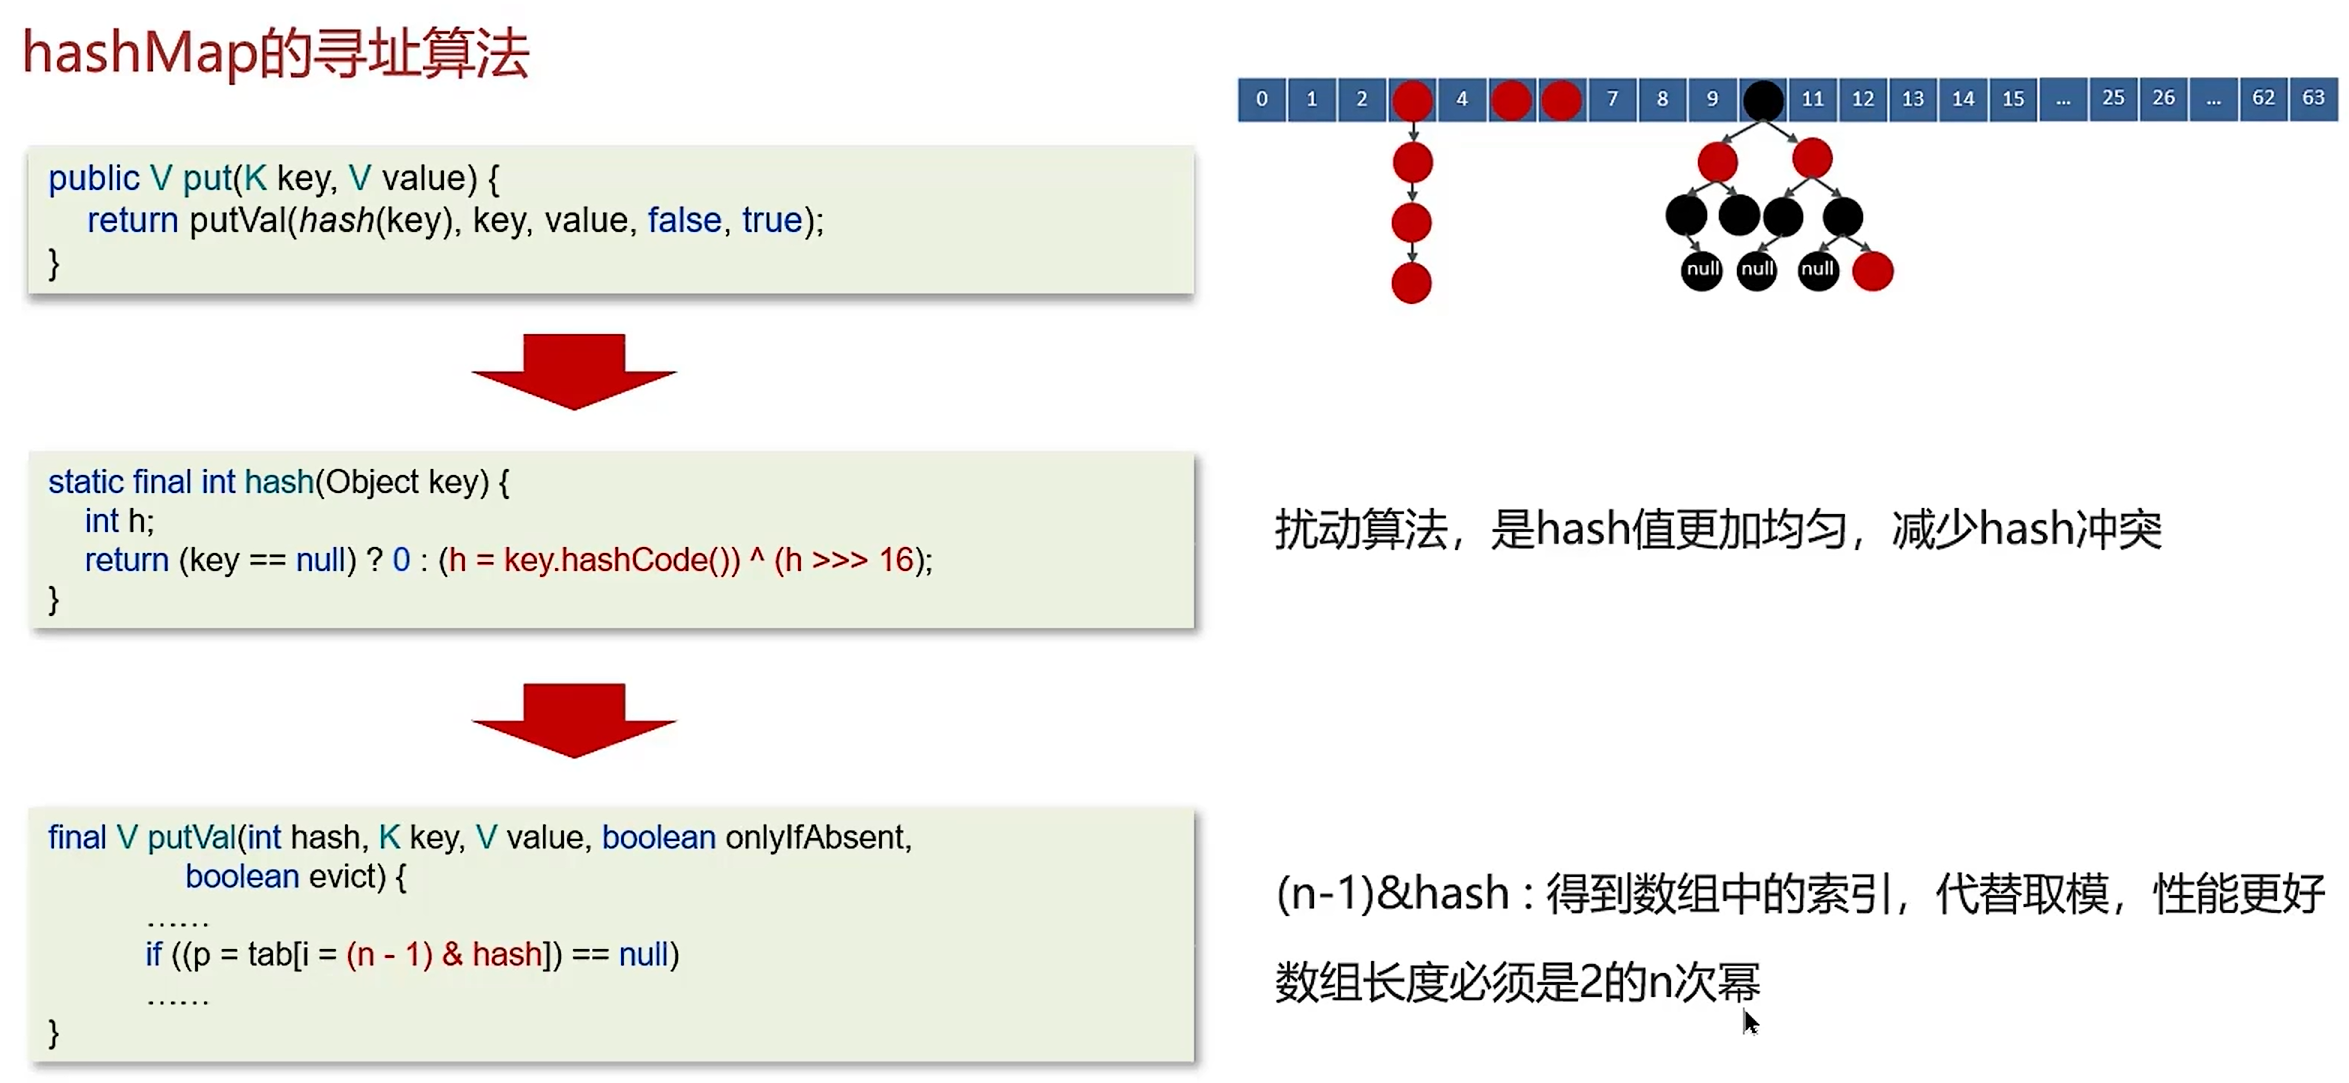 hashMap的寻址算法
0 1 2 4 7 8 9 11 12 13 14 15 ... 25 26 ... 62 63
null null null
public V put(K key, V value) {
return putVal(hash(key), key, value, false, true);
}
static final int hash(Object key) {
int h;
return (key == null) ? 0 : (h = key.hashCode()) ^ (h >>> 16);
}
扰动算法，是hash值更加均匀，减少hash冲突
final V putVal(int hash, K key, V value, boolean onlyIfAbsent,
boolean evict) {
……
if ((p = tab[i = (n - 1) & hash]) == null)
……
}
(n-1)&hash : 得到数组中的索引，代替取模，性能更好
数组长度必须是2的n次幂